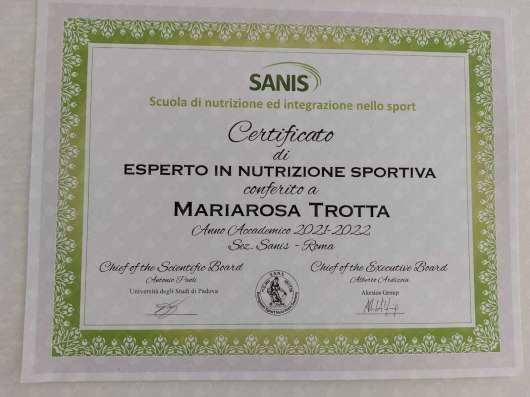 SANIS
Scuola di nutrizione ed integrazione nello sport
Certificato
di
ESPERTO IN NUTRIZIONE SPORTIVA
conferito a
MARIAROSA TROTTA
Anno Accademico 2021-2022
Sez. Sanis - Roma
Chief of the Scientific Board
Antonio Paoli
Università degli Studi di Padova
Chief of the Executive Board
Alberto Ardizoia
Akesios Group
SANIS